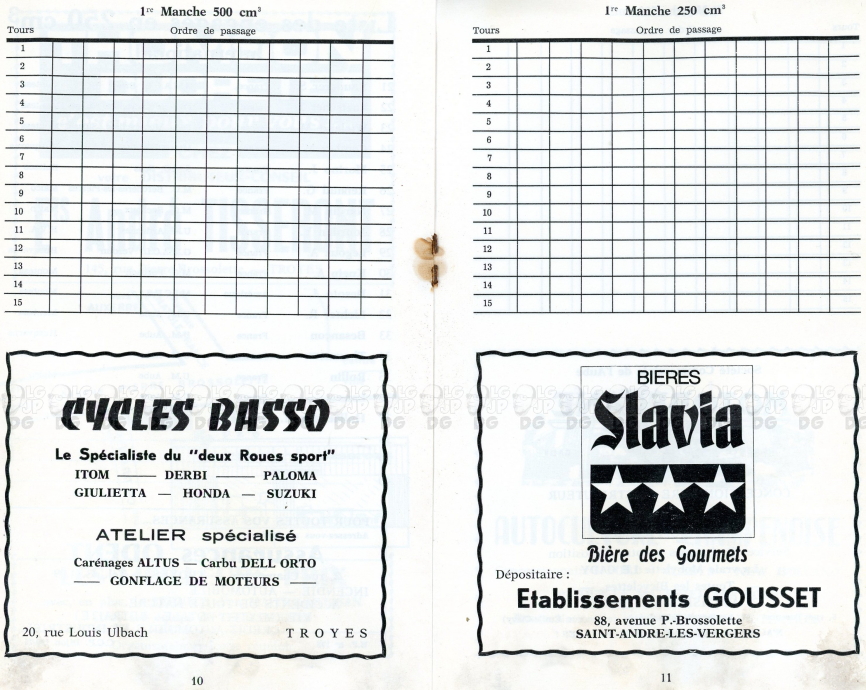 1re Manche 500 cm3
Tours Ordre de passage
1
2
3
4
5
6
7
8
9
10
11
12
13
14
15
CYCLES BASSO
Le Spécialiste du "deux Roues sport"
ITOM —— DERBI —— PALOMA
GIULIETTA — HONDA — SUZUKI
ATELIER spécialisé
Carénages ALTUS — Carbu DELL ORTO
—— GONFLAGE DE MOTEURS ——
20, rue Louis Ulbach TROYES
10
1re Manche 250 cm3
Tours Ordre de passage
1
2
3
4
5
6
7
8
9
10
11
12
13
14
15
BIERES
Slavia
Bière des Gourmets
Dépositaire :
Etablissements GOUSSET
88, avenue P.-Brossolette
SAINT-ANDRE-LES-VERGERS
11